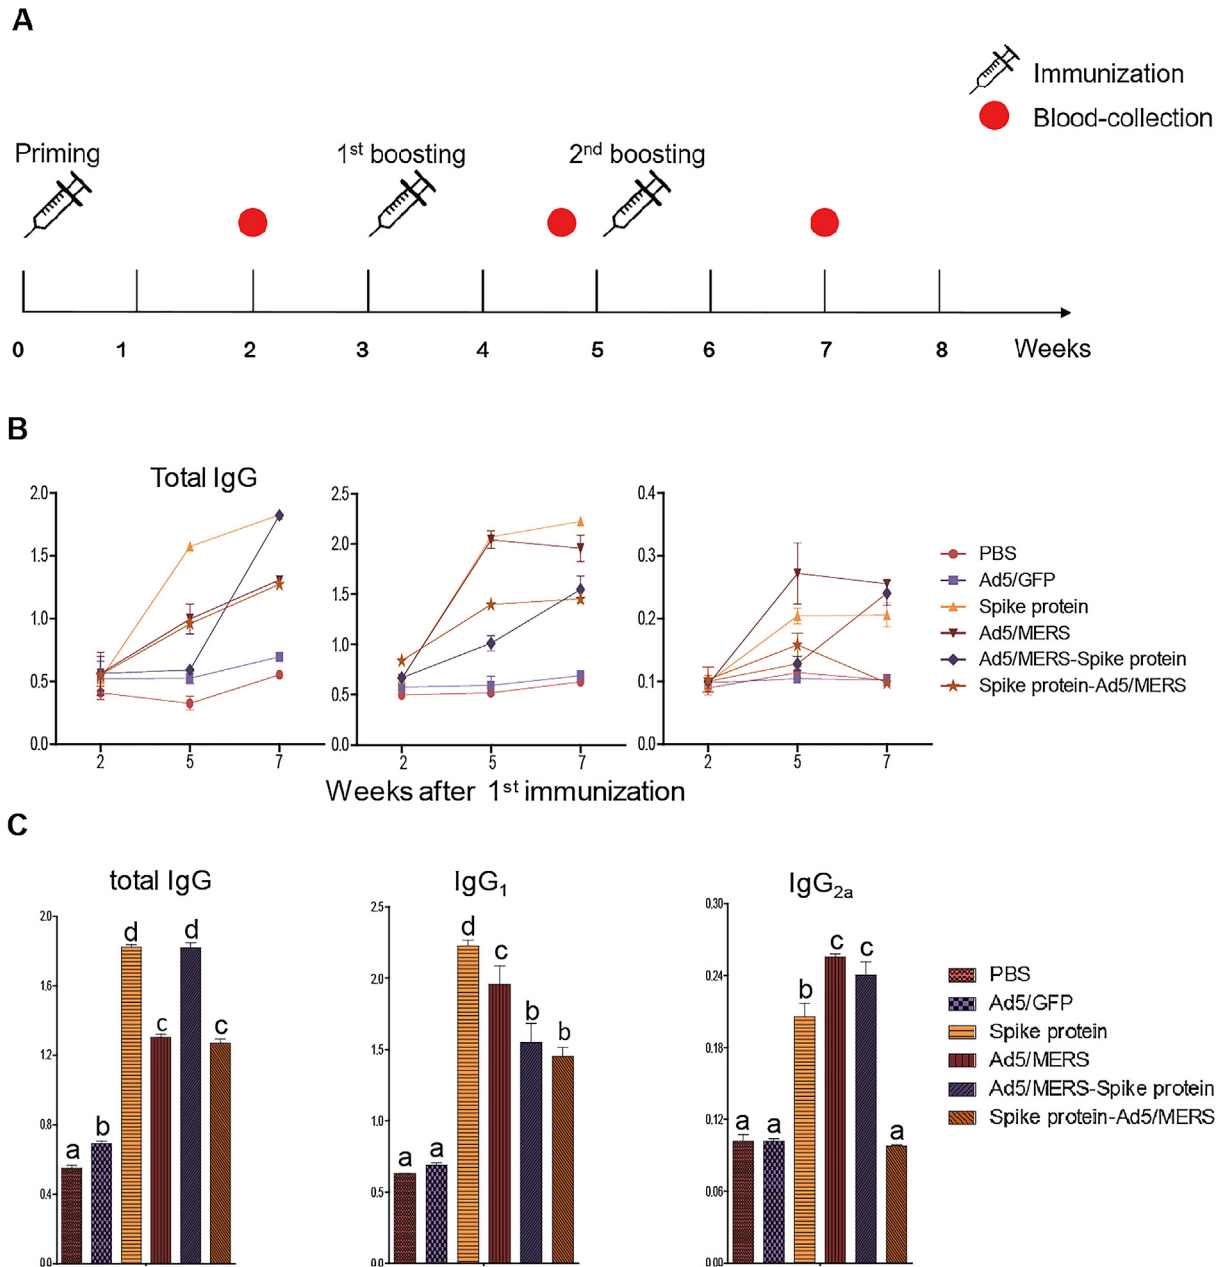 A
Immunization
Blood-collection
Priming
1st boosting
2nd boosting
0 1 2 3 4 5 6 7 8 Weeks
B
Total IgG
2.0
1.5
1.0
0.5
0.0
2 5 7
2.5
2.0
1.5
1.0
0.5
0.0
2 5 7
0.4
0.3
0.2
0.1
0.0
2 5 7
PBS
Ad5/GFP
Spike protein
Ad5/MERS
Ad5/MERS-Spike protein
Spike protein-Ad5/MERS
Weeks after 1st immunization
C
total IgG
2.0
1.6
1.2
0.8
0.4
0.0
a b d c d c
IgG1
2.5
2.0
1.5
1.0
0.5
0.0
a a d c b b
IgG2a
0.30
0.24
0.18
0.12
0.06
0.00
a a b c c a
PBS
Ad5/GFP
Spike protein
Ad5/MERS
Ad5/MERS-Spike protein
Spike protein-Ad5/MERS